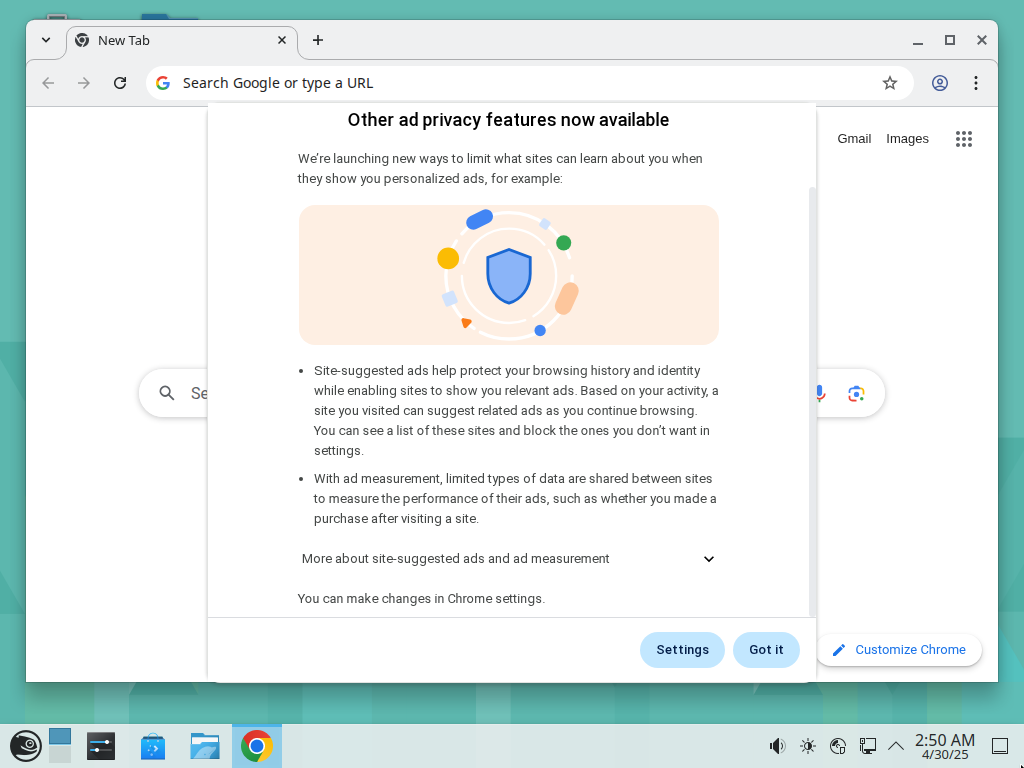 New Tab
Search Google or type a URL
Gmail Images
Other ad privacy features now available
We're launching new ways to limit what sites can learn about you when
they show you personalized ads, for example:
• Site-suggested ads help protect your browsing history and identity
while enabling sites to show you relevant ads. Based on your activity, a
site you visited can suggest related ads as you continue browsing.
You can see a list of these sites and block the ones you don't want in
settings.
• With ad measurement, limited types of data are shared between sites
to measure the performance of their ads, such as whether you made a
purchase after visiting a site.
Se
More about site-suggested ads and ad measurement
You can make changes in Chrome settings.
Settings Got it
Customize Chrome
2:50 AM
4/30/25